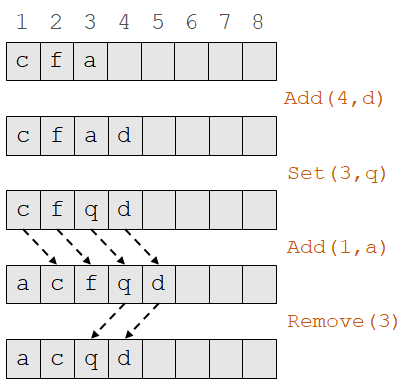 1 2 3 4 5 6 7 8
c f a
Add(4,d)
c f a d
Set(3,q)
c f q d
Add(1,a)
a c f q d
Remove(3)
a c q d